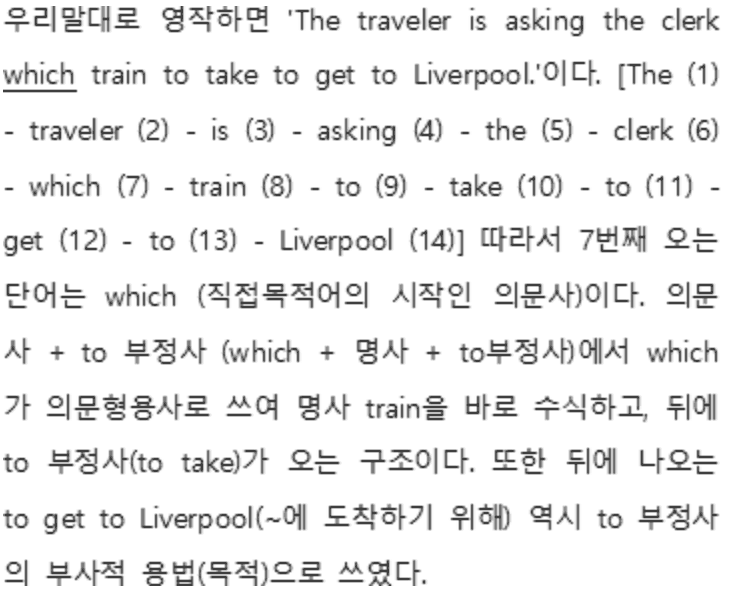 우리말대로 영작하면 'The traveler is asking the clerk
which train to take to get to Liverpool.'이다. [The (1)
- traveler (2) - is (3) - asking (4) - the (5) - clerk (6)
- which (7) - train (8) - to (9) - take (10) - to (11) -
get (12) - to (13) - Liverpool (14)] 따라서 7번째 오는
단어는 which (직접목적어의 시작인 의문사)이다. 의문
사 + to 부정사 (which + 명사 + to부정사)에서 which
가 의문형용사로 쓰여 명사 train을 바로 수식하고, 뒤에
to 부정사(to take)가 오는 구조이다. 또한 뒤에 나오는
to get to Liverpool(~에 도착하기 위해) 역시 to 부정사
의 부사적 용법(목적)으로 쓰였다.